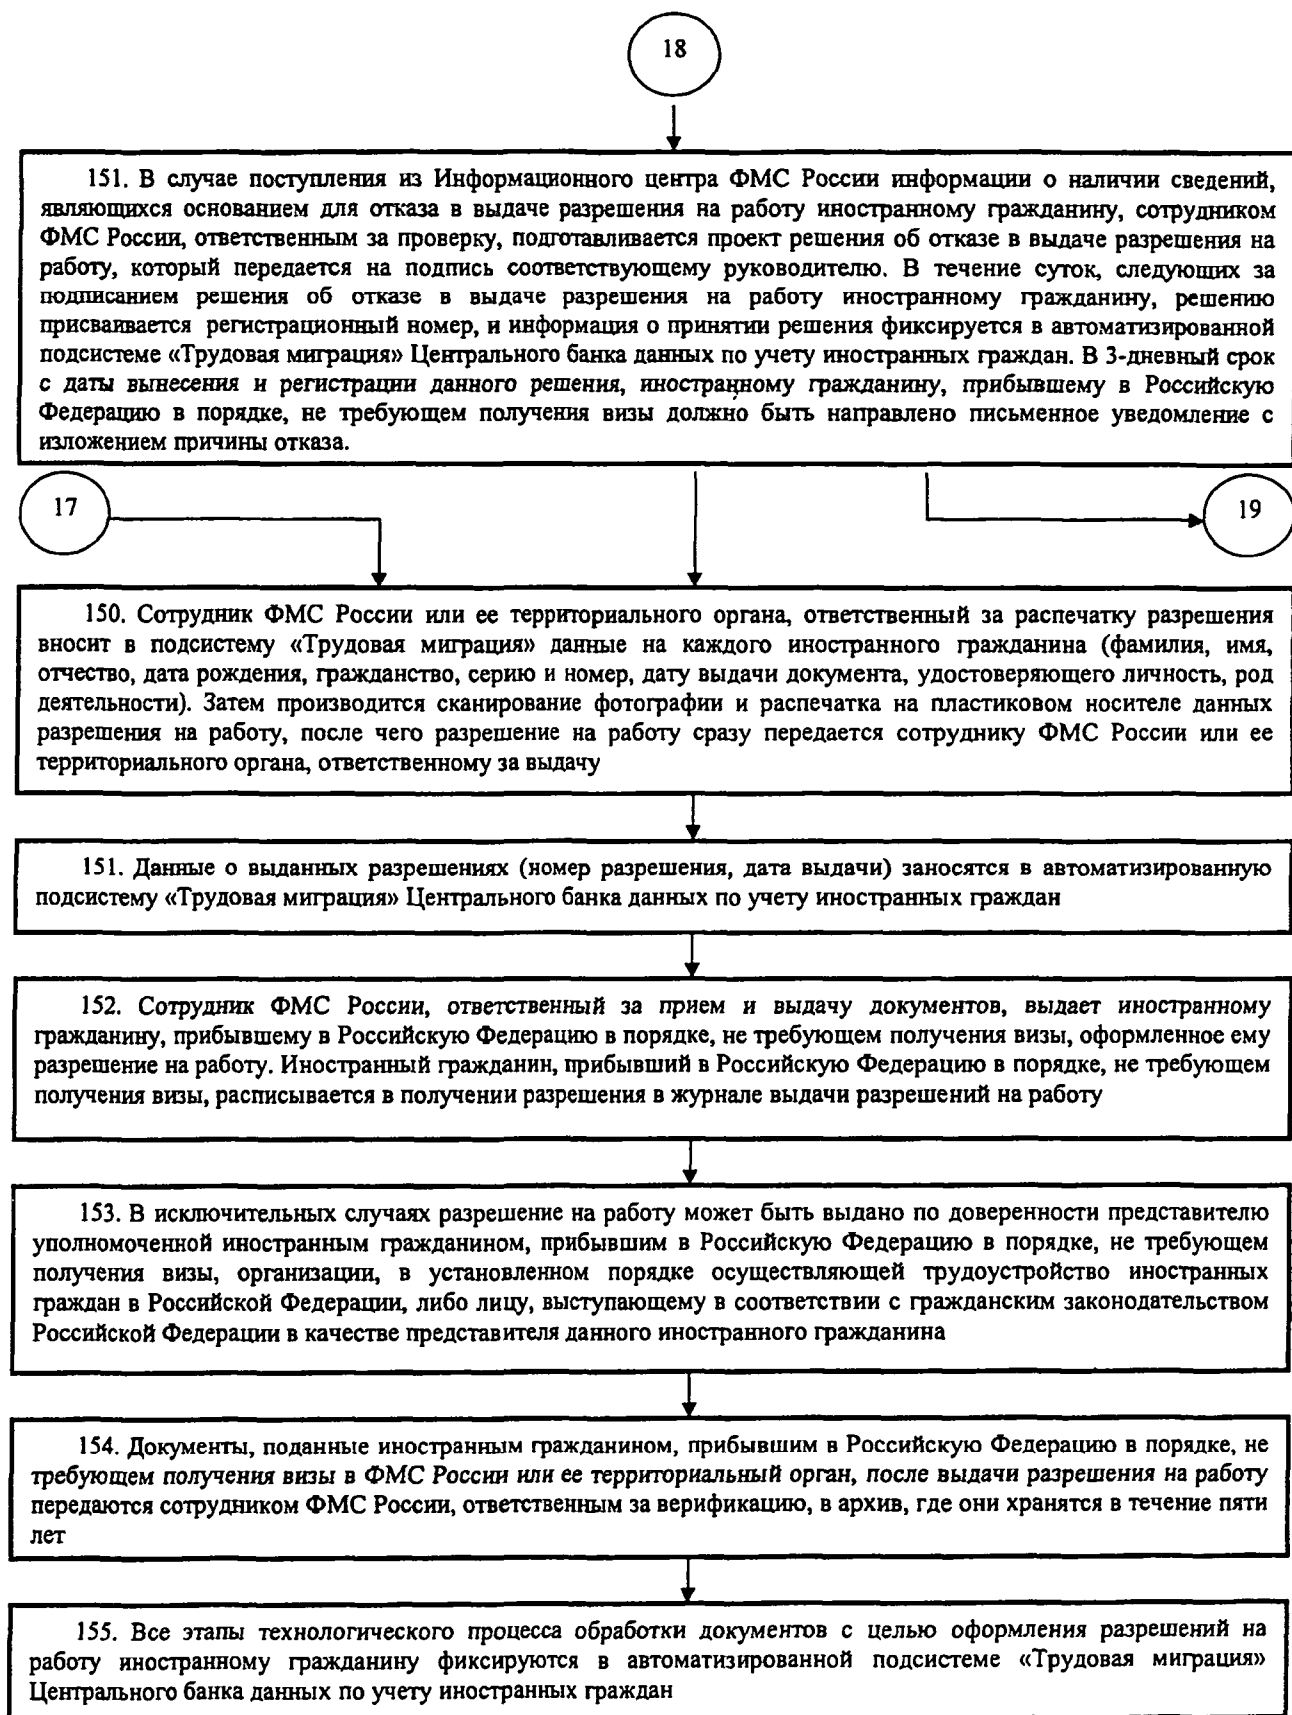 18
151. В случае поступления из Информационного центра ФМС России информации о наличии сведений,
являющихся основанием для отказа в выдаче разрешения на работу иностранному гражданину, сотрудником
ФМС России, ответственным за проверку, подготавливается проект решения об отказе в выдаче разрешения на
работу, который передается на подпись соответствующему руководителю. В течение суток, следующих за
подписанием решения об отказе в выдаче разрешения на работу иностранному гражданину, решению
присваивается регистрационный номер, и информация о принятии решения фиксируется в автоматизированной
подсистеме «Трудовая миграция» Центрального банка данных по учету иностранных граждан. В 3-дневный срок
с даты вынесения и регистрации данного решения, иностранному гражданину, прибывшему в Российскую
Федерацию в порядке, не требующем получения визы должно быть направлено письменное уведомление с
изложением причины отказа.
17
19
150. Сотрудник ФМС России или ее территориального органа, ответственный за распечатку разрешения
вносит в подсистему «Трудовая миграция» данные на каждого иностранного гражданина (фамилия, имя,
отчество, дата рождения, гражданство, серию и номер, дату выдачи документа, удостоверяющего личность, род
деятельности). Затем производится сканирование фотографии и распечатка на пластиковом носителе данных
разрешения на работу, после чего разрешение на работу сразу передается сотруднику ФМС России или ее
территориального органа, ответственному за выдачу
151. Данные о выданных разрешениях (номер разрешения, дата выдачи) заносятся в автоматизированную
подсистему «Трудовая миграция» Центрального банка данных по учету иностранных граждан
152. Сотрудник ФМС России, ответственный за прием и выдачу документов, выдает иностранному
гражданину, прибывшему в Российскую Федерацию в порядке, не требующем получения визы, оформленное ему
разрешение на работу. Иностранный гражданин, прибывший в Российскую Федерацию в порядке, не требующем
получения визы, расписывается в получении разрешения в журнале выдачи разрешений на работу
153. В исключительных случаях разрешение на работу может быть выдано по доверенности представителю
уполномоченной иностранным гражданином, прибывшим в Российскую Федерацию в порядке, не требующем
получения визы, организации, в установленном порядке осуществляющей трудоустройство иностранных
граждан в Российской Федерации, либо лицу, выступающему в соответствии с гражданским законодательством
Российской Федерации в качестве представителя данного иностранного гражданина
154. Документы, поданные иностранным гражданином, прибывшим в Российскую Федерацию в порядке, не
требующем получения визы в ФМС России или ее территориальный орган, после выдачи разрешения на работу
передаются сотрудником ФМС России, ответственным за верификацию, в архив, где они хранятся в течение пяти
лет
155. Все этапы технологического процесса обработки документов с целью оформления разрешений на
работу иностранному гражданину фиксируются в автоматизированной подсистеме «Трудовая миграция»
Центрального банка данных по учету иностранных граждан